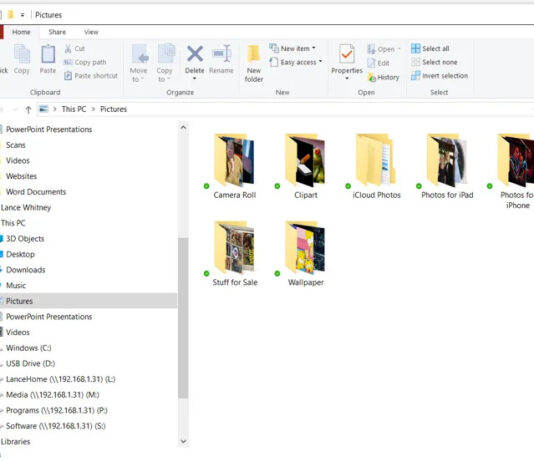 Pictures
Home Share View
Copy Paste
Cut
Copy path
Paste shortcut
Clipboard
Move to Copy to Delete Rename
Organize
New folder
New item
Easy access
New
Properties
Open
Edit
History
Open
Select all
Select none
Invert selection
Select
This PC > Pictures
PowerPoint Presentations
Scans
Videos
Websites
Word Documents
Lance Whitney
This PC
3D Objects
Desktop
Downloads
Music
Pictures
PowerPoint Presentations
Videos
Windows (C:)
USB Drive (D:)
LanceHome (\\192.168.1.31) (L:)
Media (\\192.168.1.31) (M:)
Programs (\\192.168.1.31) (P:)
Software (\\192.168.1.31) (S:)
Libraries
Camera Roll
Clipart
iCloud Photos
Photos for iPad
Photos fo
iPhone
Stuff for Sale
Wallpaper